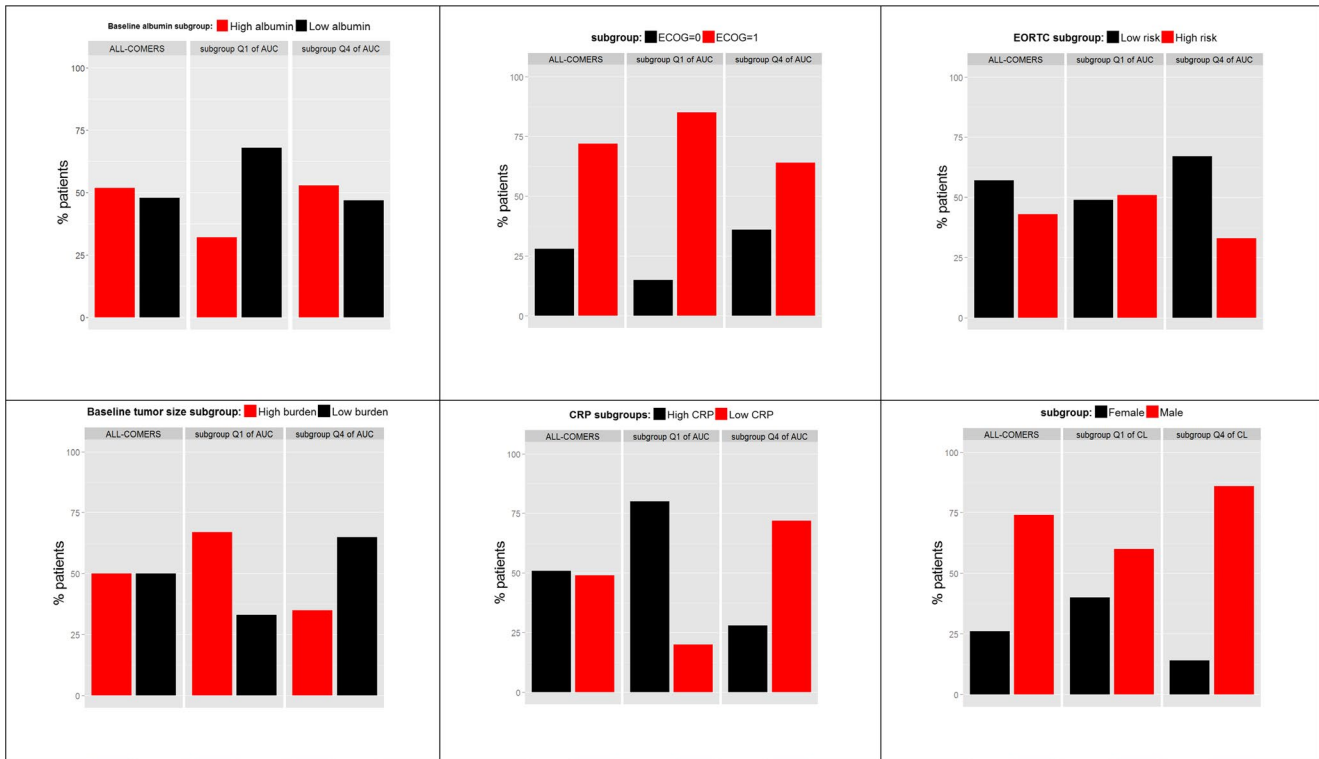 Baseline albumin subgroup: High albumin Low albumin
ALL-COMERS subgroup Q1 of AUC subgroup Q4 of AUC
100
75
50
25
0
% patients
subgroup: ECOG=0 ECOG=1
ALL-COMERS subgroup Q1 of AUC subgroup Q4 of AUC
100
75
50
25
0
% patients
EORTC subgroup: Low risk High risk
ALL-COMERS subgroup Q1 of AUC subgroup Q4 of AUC
100
75
50
25
0
% patients
Baseline tumor size subgroup: High burden Low burden
ALL-COMERS subgroup Q1 of AUC subgroup Q4 of AUC
100
75
50
25
0
% patients
CRP subgroups: High CRP Low CRP
ALL-COMERS subgroup Q1 of AUC subgroup Q4 of AUC
100
75
50
25
0
% patients
subgroup: Female Male
ALL-COMERS subgroup Q1 of CL subgroup Q4 of CL
100
75
50
25
0
% patients